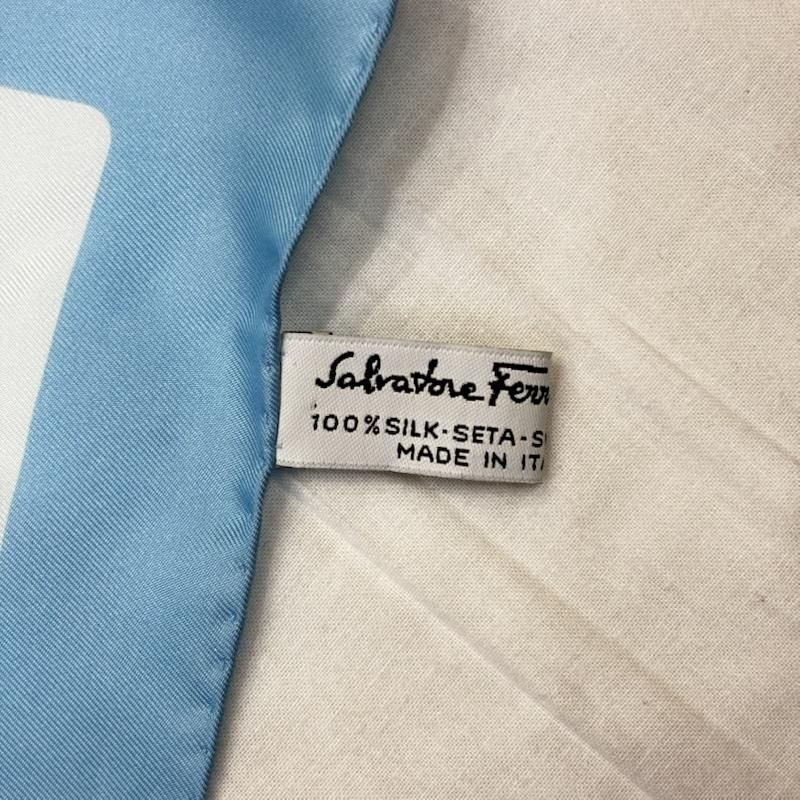 Salvatore Ferr
100% SILK-SETA-S
MADE IN IT